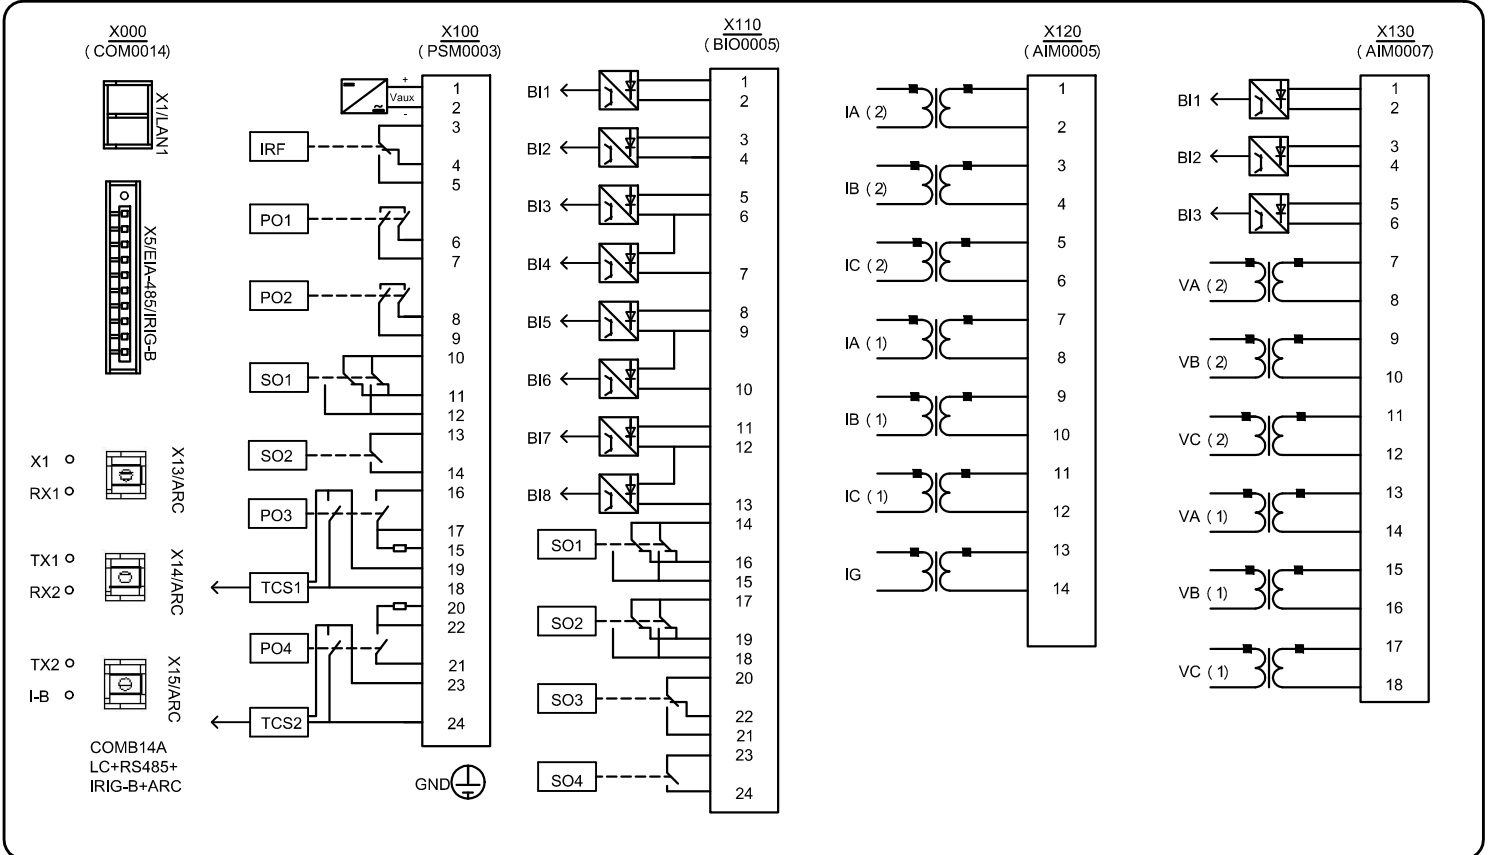 X000
( COM0014)
X1/LAN1
X5/EIA-485/IRIG-B
X1
RX1
X13/ARC
TX1
RX2
X14/ARC
TX2
I-B
X15/ARC
COMB14A
LC+RS485+
IRIG-B+ARC
X100
( PSM0003)
+
Vaux
-
1
2
3
IRF
4
5
PO1
6
7
PO2
8
9
10
SO1
11
12
13
SO2
14
16
PO3
17
15
19
TCS1
18
20
22
PO4
21
23
TCS2
24
GND
X110
( BIO0005)
BI1
1
2
BI2
3
4
BI3
5
6
BI4
7
BI5
8
9
BI6
10
BI7
11
12
BI8
13
14
SO1
16
15
17
SO2
19
18
20
SO3
22
21
23
SO4
24
X120
( AIM0005)
1
IA ( 2)
2
3
IB ( 2)
4
5
IC ( 2)
6
7
IA ( 1)
8
9
IB ( 1)
10
11
IC ( 1)
12
13
IG
14
X130
( AIM0007)
BI1
1
2
BI2
3
4
BI3
5
6
7
VA ( 2)
8
9
VB ( 2)
10
11
VC ( 2)
12
13
VA ( 1)
14
15
VB ( 1)
16
17
VC ( 1)
18